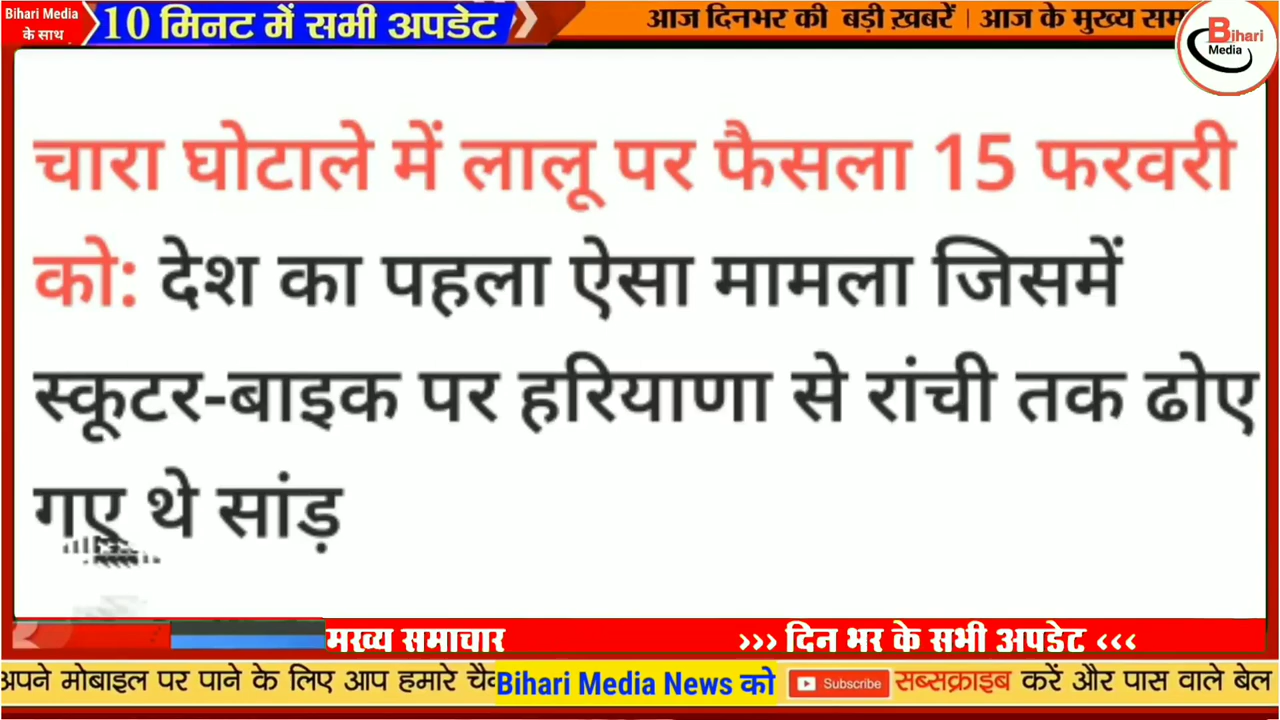 Bihari Media
के साथ
10 मिनट में सभी अपडेट
आज दिनभर की बड़ी ख़बरें | आज के मुख्य सम
Bihari
Media
चारा घोटाले में लालू पर फैसला 15 फरवरी
को: देश का पहला ऐसा मामला जिसमें
स्कूटर-बाइक पर हरियाणा से रांची तक ढोए
गए थे सांड़
मुख्य समाचार
>>> दिन भर के सभी अपडेट <<<
अपने मोबाइल पर पाने के लिए आप हमारे चै Bihari Media News को Subscribe सब्सक्राइब करें और पास वाले बेल